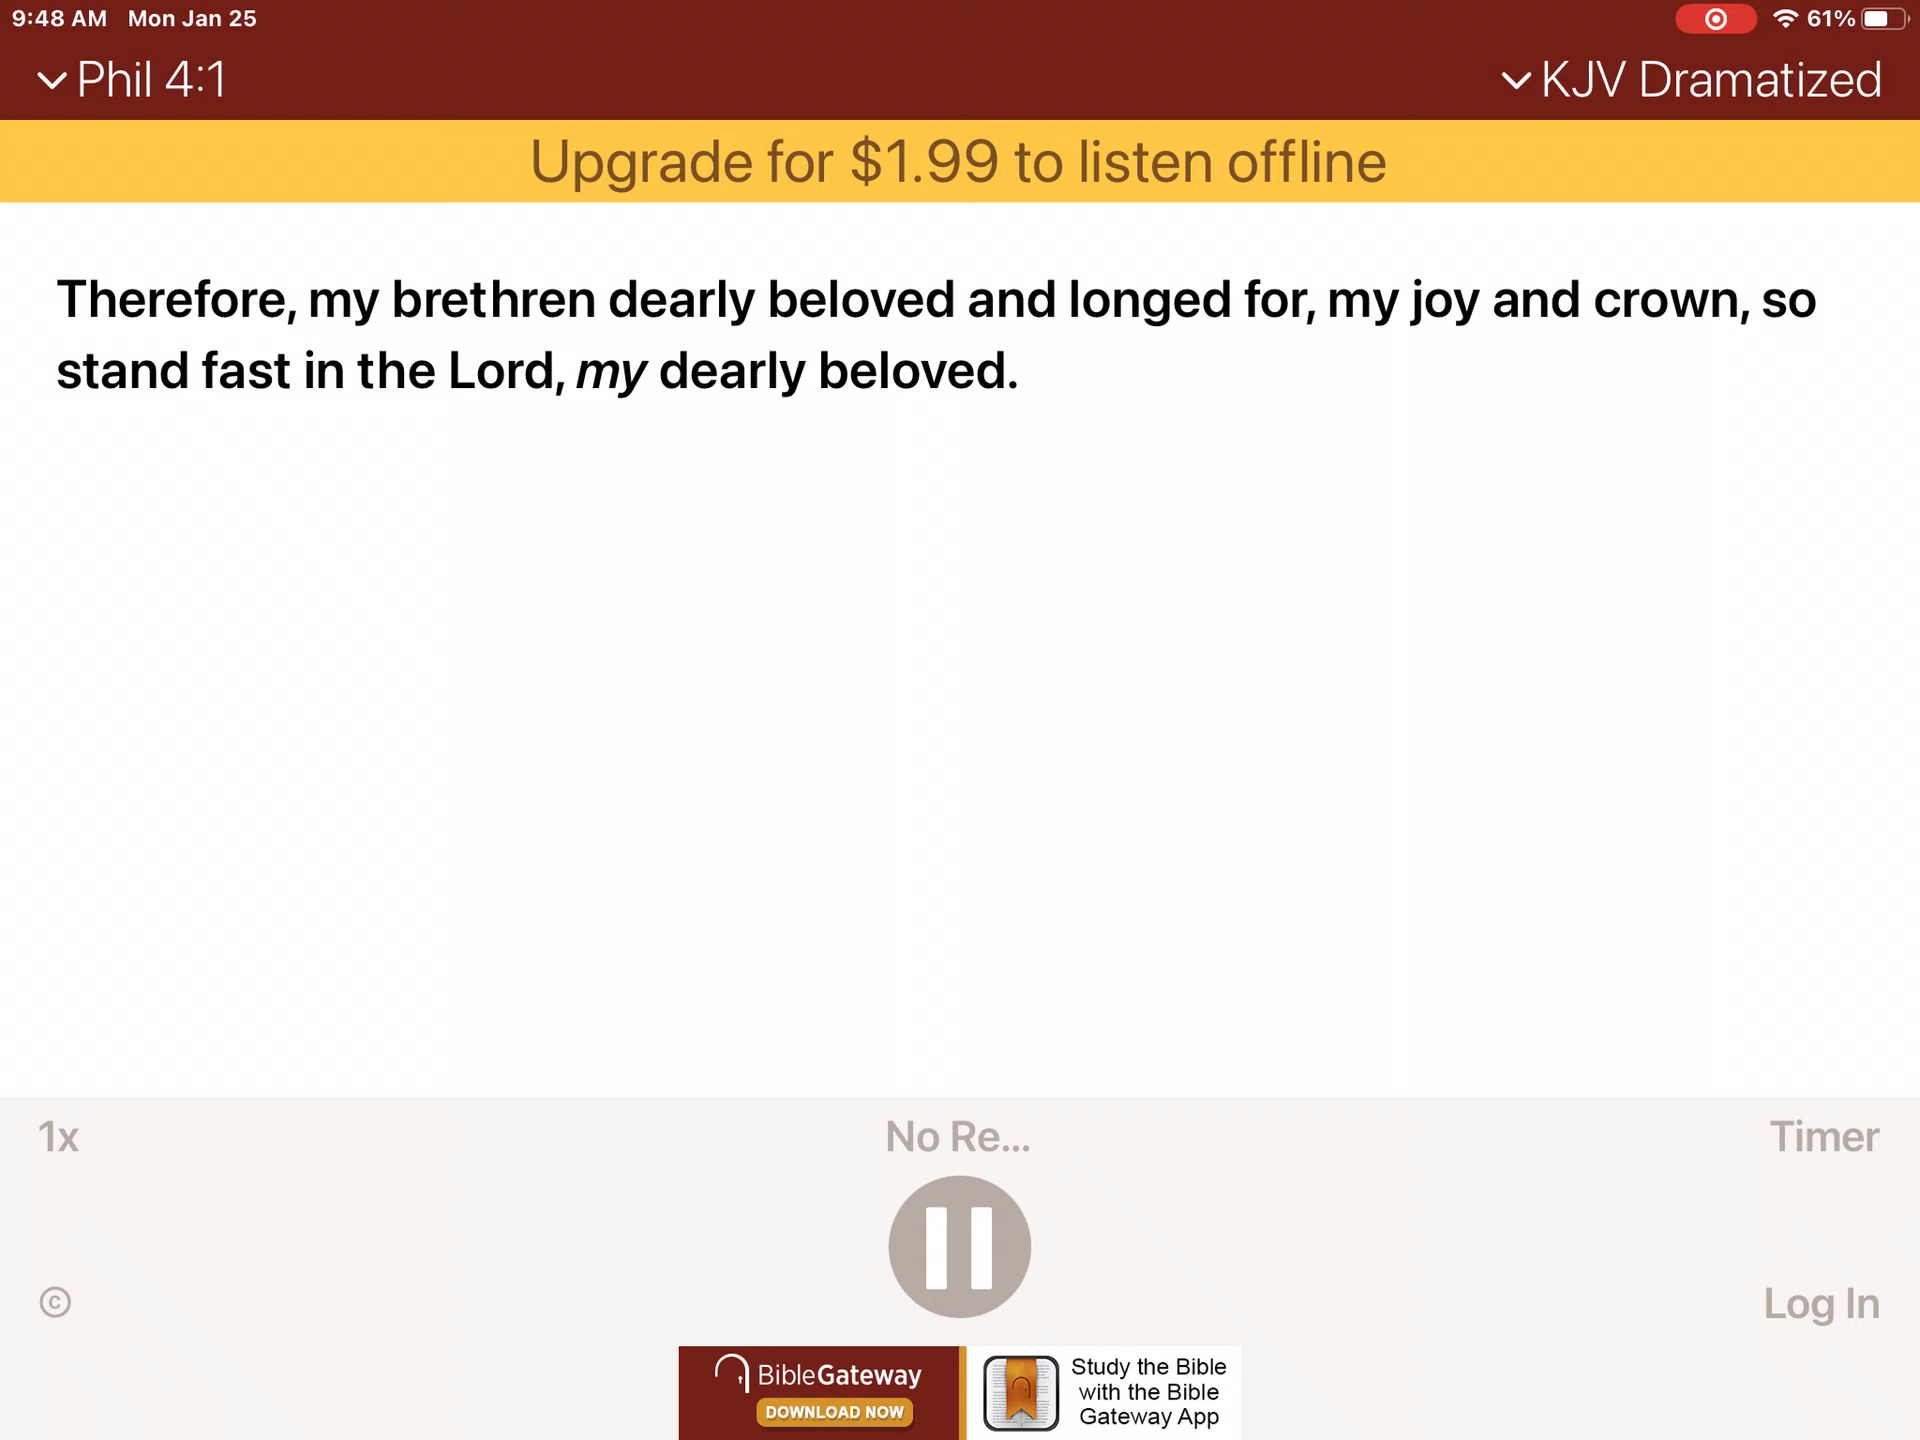 9:48 AM Mon Jan 25
61%
Phil 4:1
KJV Dramatized
Upgrade for $1.99 to listen offline
Therefore, my brethren dearly beloved and longed for, my joy and crown, so
stand fast in the Lord, my dearly beloved.
1x
No Re...
Timer
©
Log In
BibleGateway
DOWNLOAD NOW
Study the Bible
with the Bible
Gateway App